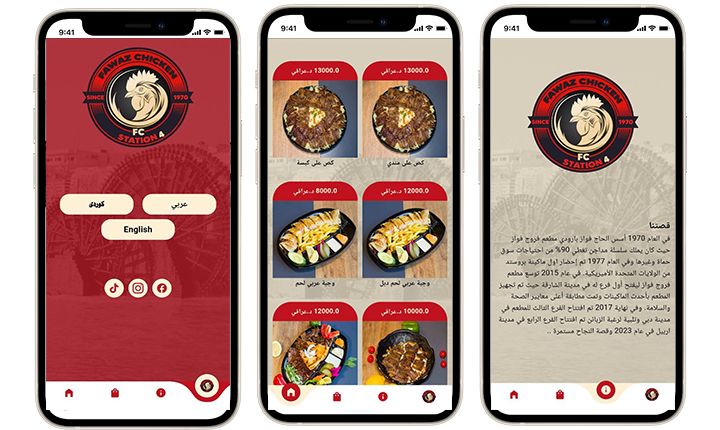 9:41
FAWAZ CHICKEN
SINCE 1970
FC
STATION 4
کوردی
عربي
English
9:41
13000.0 د.عراقي
13000.0 د.عراقي
كص على مندي
كص على كبسة
12000.0 د.عراقي
8000.0 د.عراقي
وجبة عربي لحم دبل
وجبة عربي لحم
10000.0 د.عراقي
12000.0 د.عراقي
9:41
FAWAZ CHICKEN
SINCE 1970
FC
STATION 4
قصتنا
في العام 1970 أسس الحاج فواز بارودي مطعم فروج فواز
حيث كان يملك سلسلة مداجن تغطي 90% من احتياجات سوق
حماة وغيرها وفي العام 1977 تم إحضار اول ماكينة بروستد
من الولايات المتحدة الأميركية. في عام 2015 توسع مطعم
فروج فواز ليفتح أول فرع له في مدينة الشارقة حيث تم تجهيز
المطعم بأحدث الماكينات وتمت مطابقة أعلى معايير الصحة
والسلامة. وفي نهاية 2017 تم افتتاح الفرع الثالث للمطعم في
مدينة دبي وتلبية لرغبة الزبائن تم افتتاح الفرع الرابع في مدينة
اربيل في عام 2023 وقصة النجاح مستمرة ..